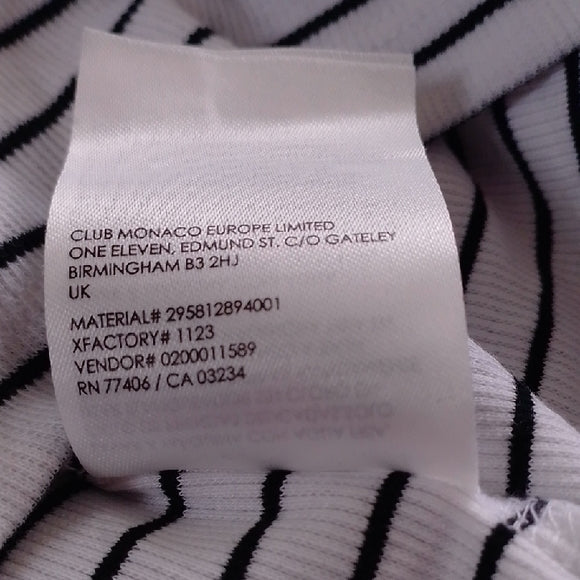 CLUB MONACO EUROPE LIMITED
ONE ELEVEN, EDMUND ST. C/O GATELEY
BIRMINGHAM B3 2HJ
UK
MATERIAL# 295812894001
XFACTORY# 1123
VENDOR# 0200011589
RN 77406 / CA 03234